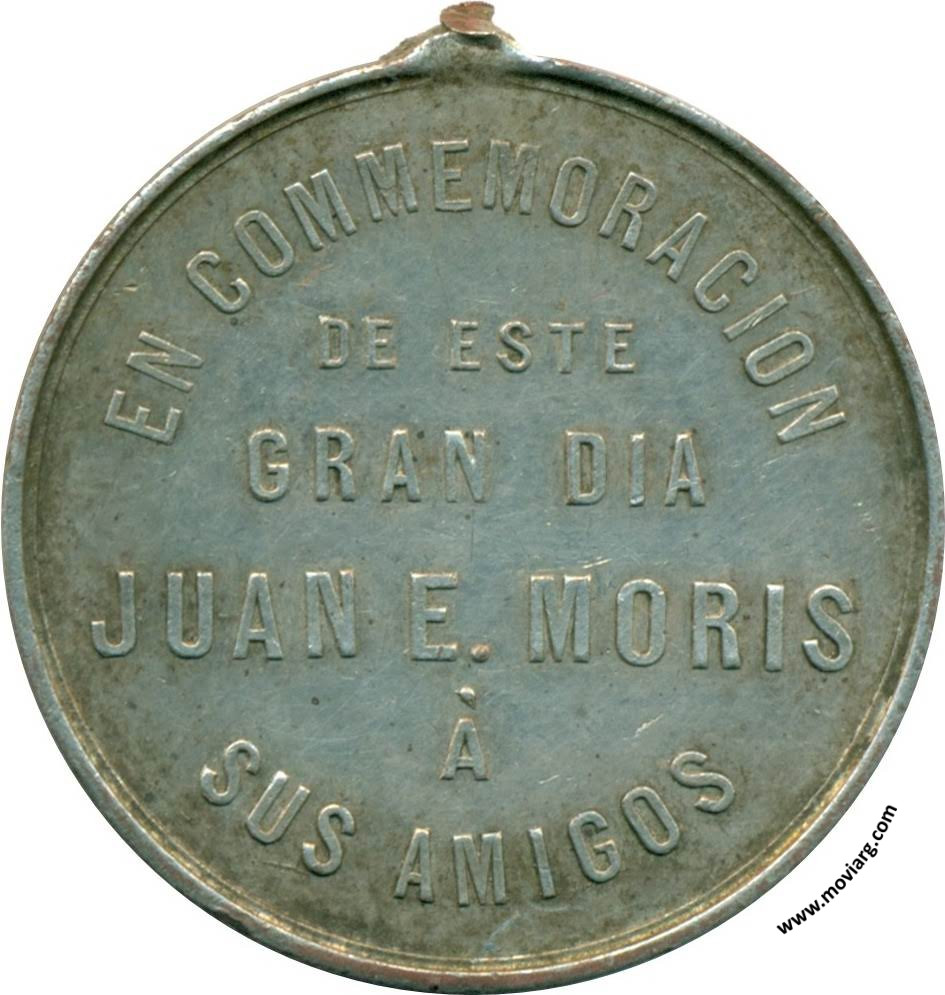 EN COMMEMORACION
DE ESTE
GRAN DIA
JUAN E. MORIS
À
SUS AMIGOS
www.moviarg.com